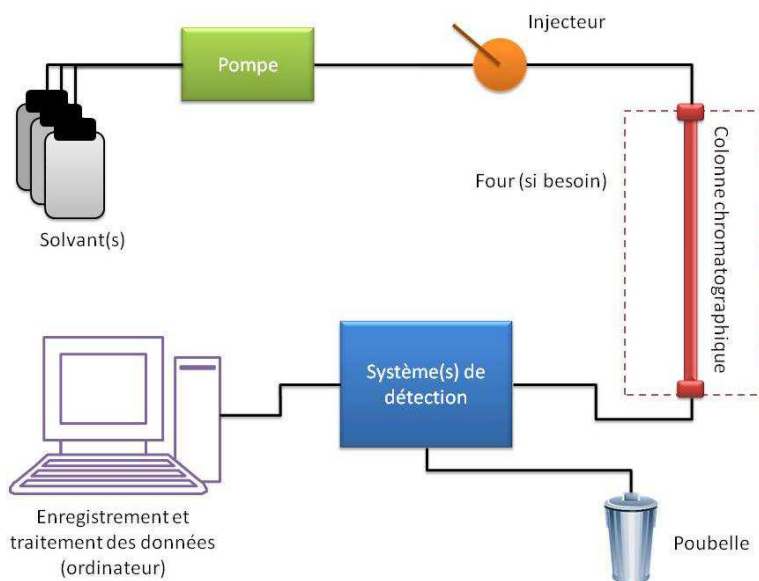 Injecteur
Pompe
Four (si besoin)
Colonne chromatographique
Solvant(s)
Système(s) de
détection
Enregistrement et
traitement des données
(ordinateur)
Poubelle